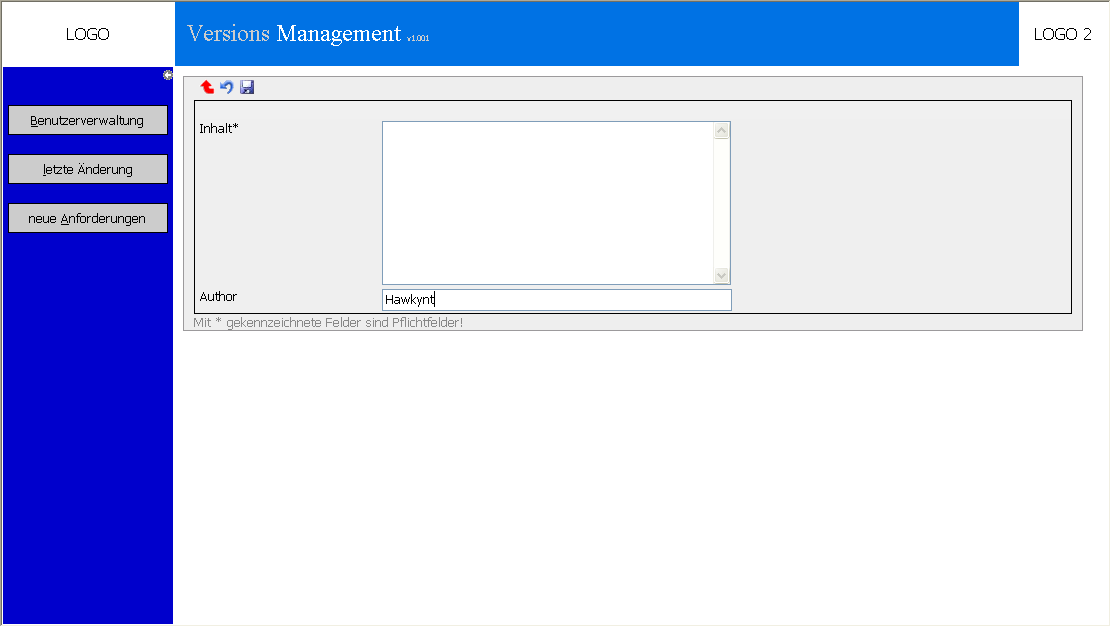 LOGO
Versions Management v1.001
LOGO 2
Benutzerverwaltung
letzte Änderung
neue Anforderungen
Inhalt*
Author
Hawkynt
Mit * gekennzeichnete Felder sind Pflichtfelder!